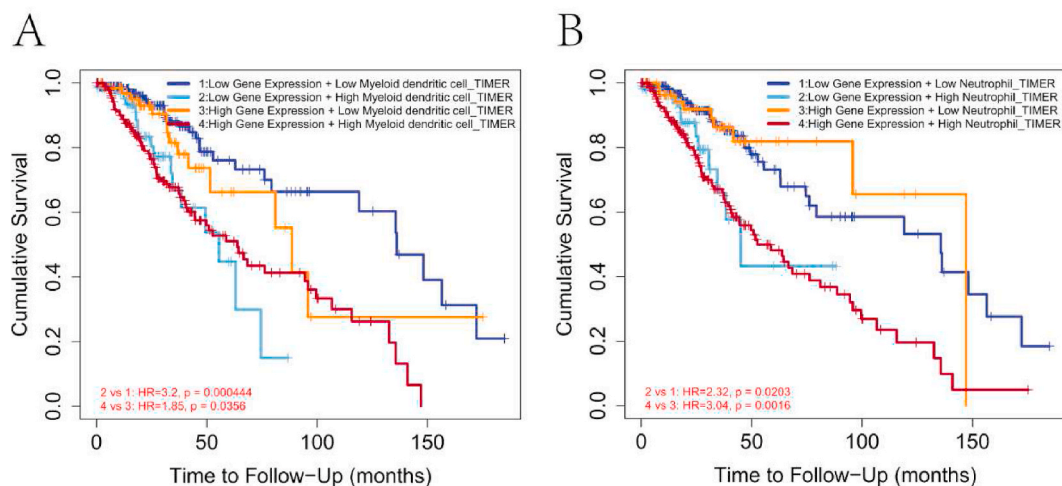 A
1:Low Gene Expression + Low Myeloid dendritic cell_TIMER
2:Low Gene Expression + High Myeloid dendritic cell_TIMER
3:High Gene Expression + Low Myeloid dendritic cell_TIMER
4:High Gene Expression + High Myeloid dendritic cell_TIMER
Cumulative Survival
1.0
0.8
0.6
0.4
0.2
0.0
2 vs 1: HR=3.2, p = 0.000444
4 vs 3: HR=1.85, p = 0.0356
0
50
100
150
Time to Follow−Up (months)
B
1:Low Gene Expression + Low Neutrophil_TIMER
2:Low Gene Expression + High Neutrophil_TIMER
3:High Gene Expression + Low Neutrophil_TIMER
4:High Gene Expression + High Neutrophil_TIMER
Cumulative Survival
1.0
0.8
0.6
0.4
0.2
0.0
2 vs 1: HR=2.32, p = 0.0203
4 vs 3: HR=3.04, p = 0.0016
0
50
100
150
Time to Follow−Up (months)